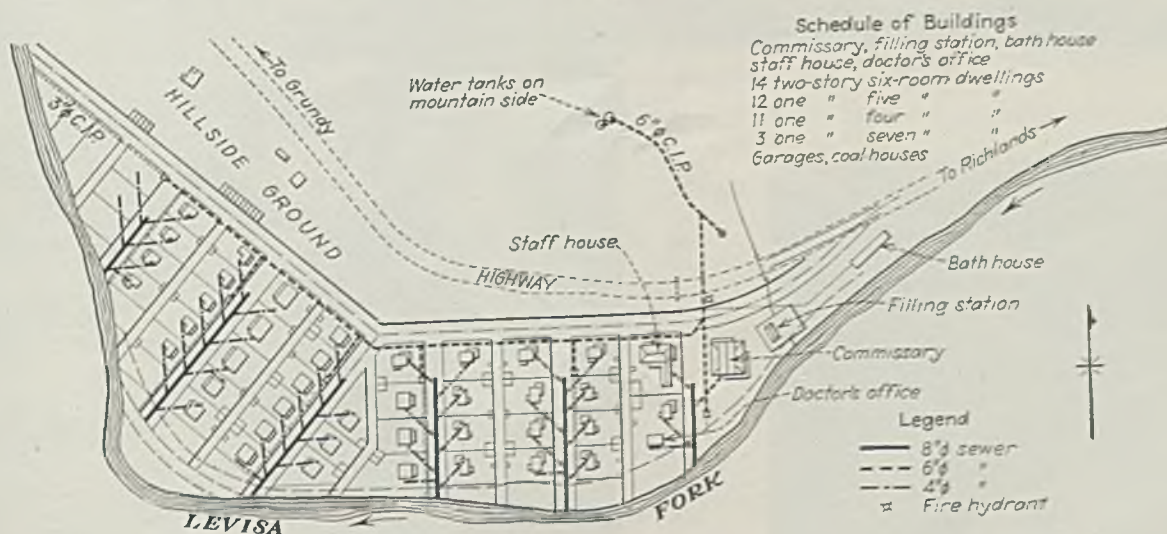 Schedule of Buildings
Commissary, filling station, bath house
staff house, doctor's office
14 two-story six-room dwellings
12 one " five " "
11 one " four " "
3 one " seven " "
Garages, coal houses
To Grundy
Water tanks on
mountain side
6"ϕ C.I.P.
3"ϕ C.I.P.
HILLSIDE GROUND
To Richlands
Staff house
HIGHWAY
Bath house
Filling station
Commissary
Doctor's office
Legend
8"ϕ sewer
6"ϕ "
4"ϕ "
Fire hydrant
LEVISA FORK